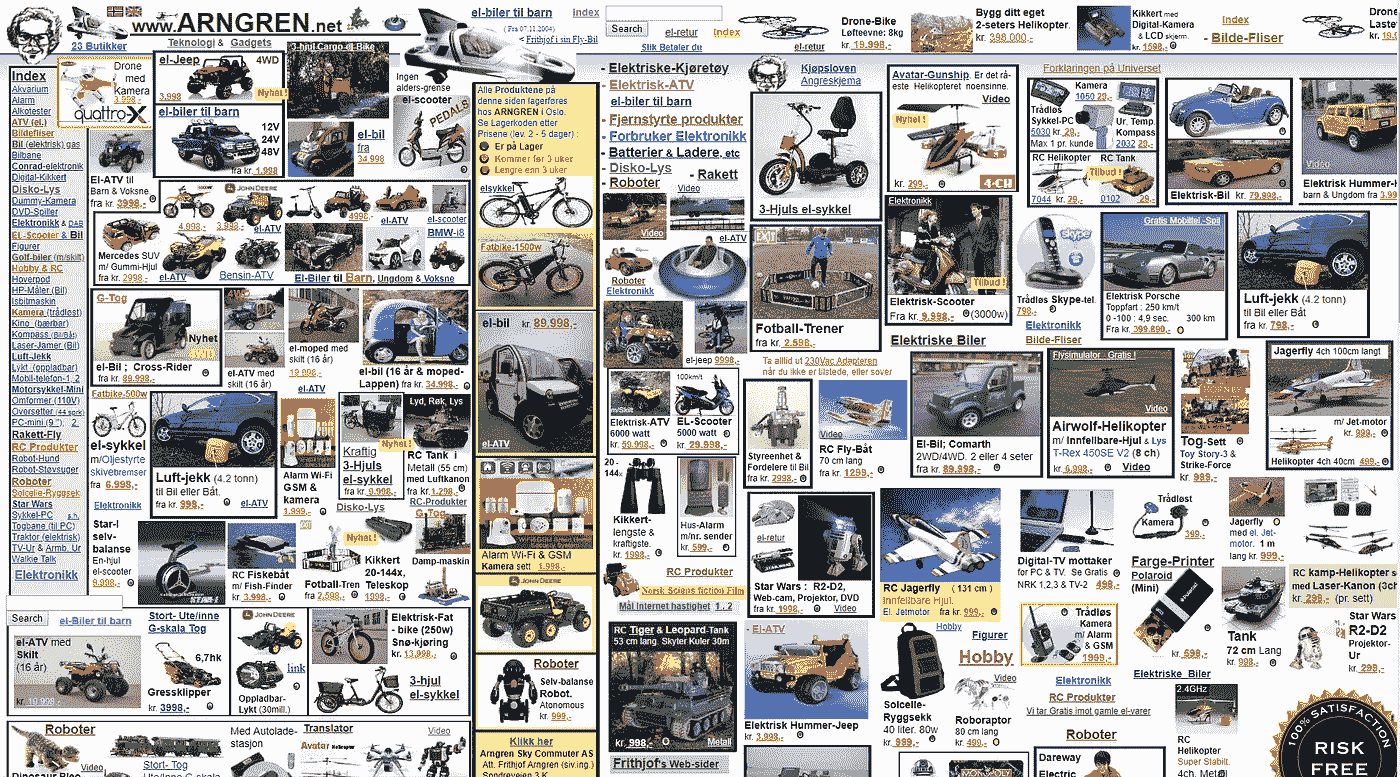 www.ARNGREN.net
23 Butikker
Teknologi & Gadgets
el-biler til barn
Index
( Fra 07.11.2004)
Frithjof i sin Fly-Bil
Search
el-retur
Index
Slik Betaler du
el-retur
Drone-Bike
Løfteevne: 8kg
kr. 19.998,-
Bygg ditt eget
2-seters Helikopter.
kr. 398.000,-
Kikkert med
Digital-Kamera
& LCD skjerm.
kr. 1598,-
Index
- Bilde-Fliser
Index
Akvarium
Alarm
Alkotester
ATV (el.)
Bildefliser
Bil (elektrisk) gas
Bilbane
Conrad-elektronik
Digital-Kikkert
Disko-Lys
Dummy-Kamera
DVD-Spiller
Elektronikk & DAB
EL-Scooter & Bil
Figurer
Golf-biler (m/skilt)
Hobby & RC
Hoverpod
HP-Måler (Bil)
Isbitmaskin
Kamera (trådløst)
Kino (bærbar)
Kompass (bil/båt)
Laser-Jamer (Bil)
Luft-Jekk
Lykt (oppladbar)
Mobil-telefon-1, 2
Motorsykkel-Mini
Omformer (110V)
Oversetter (44 sprk)
PC-mini (9 "), 2.
Rakett-Fly
RC Produkter
Robot-Hund
Robot-Støvsuger
Roboter
Solcelle-Ryggsek
Star Wars
Sykkel-PC
Togbane (til PC)
Traktor (elektrisk)
TV-Ur & Armb. Ur
Walkie Talk
Elektronikk
Drone
med
Kamera
3.998,-
quattro-X
el-Jeep
4WD
3.998
Nyhet !
el-biler til barn
12V
24V
48V
fra kr. 1.998
3-hjul Cargo el-Bike
el-bil
fra
34.998
Ingen
alders-grense
el-scooter
PEDALS
El-ATV til
Barn & Voksne
fra kr. 3998,-
JOHN DEERE
4.998,-
3.998,-
el-ATV
4998,-
el-ATV
el-scooter
BMW-i8
Mercedes SUV
m/ Gummi-Hjul
fra kr. 2998,-
el-ATV
Bensin-ATV
El-Biler til Barn, Ungdom & Voksne
Alle Produktene på
denne siden lagerføres
hos ARNGREN i Oslo.
Se Lagerkoden etter
Prisene (lev. 2 - 5 dager) :
Er på Lager
Kommer før 3 uker
Lengre enn 3 uker
elsykkel
Fatbike-1500w
G-Tog
Nyhet
4WD
el-Bil ; Cross-Rider
fra kr. 89.998,-
el-ATV med
skilt (16 år)
el-moped med
skilt (16 år)
19.998,-
el-ATV
el-bil (16 år & moped-
Lappen) fra kr. 34.998,-
el-bil kr. 89.998,-
el-ATV
Fatbike-500w
el-sykkel
m/Oljestyrte
skivebremser
fra kr. 6.998,-
Elektronikk
Luft-jekk (4.2 tonn)
til Bil eller Båt.
fra kr. 998,-
el-ATV
Alarm Wi-Fi
GSM &
kamera
1.999,-
Nyhet !
Kraftig
3-Hjuls
el-sykkel
fra kr. 9.998,-
Disko-Lys
Lyd, Røk, Lys
RC Tank i
Metall (55 cm)
med Luftkanon
fra kr. 1.298,-
RC-Produkter
G-Tog
Alarm Wi-Fi & GSM
Kamera sett 1.998,-
Star-1
selv-
balanse
En-hjul
el-scooter
9.998,-
RC Fiskebåt
m/ Fish-Finder
kr. 3.998,-
Nyhet !
Fotball-Tren
fra 2.598,-
Kikkert
20-144x,
Teleskop
1998,-
Damp-maskin
Search
el-Biler til barn
el-ATV med
Skilt
(16 år)
kr. 19.998,-
Stort- Ute/inne
G-skala Tog
6,7hk
Gressklipper
kr. 3998,-
JOHN DEERE
link
Oppladbar-
Lykt (30mill.)
Elektrisk-Fat
- bike (250w)
Snø-kjøring
kr. 13.998,-
3-hjul
el-sykkel
JOHN DEERE
Roboter
Selv-balanse
Robot.
Atonomous
999,-
Klikk her
Arngren Sky Commuter AS
Att. Frithjof Arngren (siv.ing.)
Søndreveien 3 K
Roboter
Video
Dinosaur Pleo
Stort- Tog
Ute/inne G-skala
Med Autolade-
stasjon
Translator
Avatar Helikopter
Video
- Elektriske-Kjøretøy
- Elektrisk-ATV
el-biler til barn
- Fjernstyrte produkter
- Forbruker Elektronikk
- Batterier & Ladere, etc
- Disko-Lys
- Roboter
- Rakett
Video
Video
el-ATV
Roboter
Elektronikk
el-jeep 9998,-
m/Skilt
Elektrisk-ATV
6000 watt
kr. 59.998,-
100km/t
EL-Scooter
5000 watt
kr. 29.998,-
20-
144x
Kikkert-
lengste &
kraftigste.
kr. 1998,-
Hus-Alarm
m/nr. sender
kr. 599,-
RC Produkter
Norsk Sciens fiction Film
Mål Internet hastighet 1 . 2
RC Tiger & Leopard-Tank
53 cm lang. Skyter Kuler 30m
kr. 998,-
Metall
Frithjof's Web-sider
Kjøpsloven
Angreskjema
3-Hjuls el-sykkel
EXIT
Fotball-Trener
fra kr. 2.598,-
Ta alltid ut 230Vac Adapteren
når du ikke er tilstede, eller sover
Styreenhet &
Fordelere til Bil
fra kr. 2998,-
Video
RC Fly-Båt
70 cm lang
fra kr. 1299,-
el-retur
Star Wars : R2-D2,
Web-cam, Projektor, DVD
fra kr. 1998,-
Video
- El-ATV
Elektrisk Hummer-Jeep
kr. 3.998,-
Avatar-Gunship. Er det rå-
este Helikopteret noensinne.
Video
Nyhet !
kr. 299,-
4-CH
Elektronikk
Tilbud !
Elektrisk-Scooter
Fra kr. 9.998,- (3000w)
Elektriske Biler
El-Bil; Comarth
2WD/4WD. 2 eller 4 seter
fra kr. 89.998,-
RC Jagerfly ( 131 cm )
Innfellbare Hjul.
El. Jetmotor fra kr. 999,-
Hobby
Figurer
Hobby
Solcelle-
Ryggsekk
40 liter. 80w
kr. 999,-
Video
Roboraptor
80 cm lang
kr. 499,-
MONOPOLY
Forklaringen på Universet
Trådløs
Sykkel-PC
5030 kr. 29,-
Max 1 pr. kunde
Kamera
1050 29,-
Ur, Temp.
Kompass
2032 29,-
RC Helikopter
7044 kr. 29,-
RC Tank
Tilbud !
0102 29,-
Elektrisk-Bil kr. 79.998,-
Video
Elektrisk Hummer-
barn & Ungdom fra 3.99
skype
Trådløs Skype-tel.
798,-
Elektronikk
Bilde-Fliser
Gratis Mobiltel -Spil
Elektrisk Porsche
Toppfart : 250 km/t
0 -100 : 4,9 sec. 300 km
Fra kr. 399.890,-
Luft-jekk (4.2 tonn)
til Bil eller Båt
fra kr. 798,-
Flysimulator Gratis !
Video
Airwolf-Helikopter
m/ Innfellbare-Hjul & Lys
T-Rex 450SE V2 (8 ch)
kr. 6.998,-
Video
Tog-Sett
Toy Story-3 &
Strike-Force
kr. 999,-
Jagerfly 4ch 100cm langt
m/ Jet-motor
kr. 999,-
Helikopter 4ch 40cm 499,-
Digital-TV mottaker
for PC & TV. Se Gratis
NRK 1,2,3 & TV-2 498,-
Trådløst
Kamera
399,-
Farge-Printer
Polaroid
(Mini)
kr. 598,-
Jagerfly
med el. Jet-
motor. 1 m
lang kr. 999,-
RC Kamp-Helikopter s
med Laser-Kanon (3c
kr. 298,- (pr. sett)
Trådløs
Kamera
m/ Alarm
& GSM
1999,-
Elektronikk
RC Produkter
Vi tar Gratis imot gamle el-varer
Roboter
Dareway
Electric
Tank
72 cm Lang
kr. 998,-
Star Wars
R2-D2
Projektor-
Ur
kr. 299,-
Elektriske Biler
2.4GHz
RC
Helikopter
Super Stabilt.
4ch, Met
100% SATISFACTION
RISK
FREE